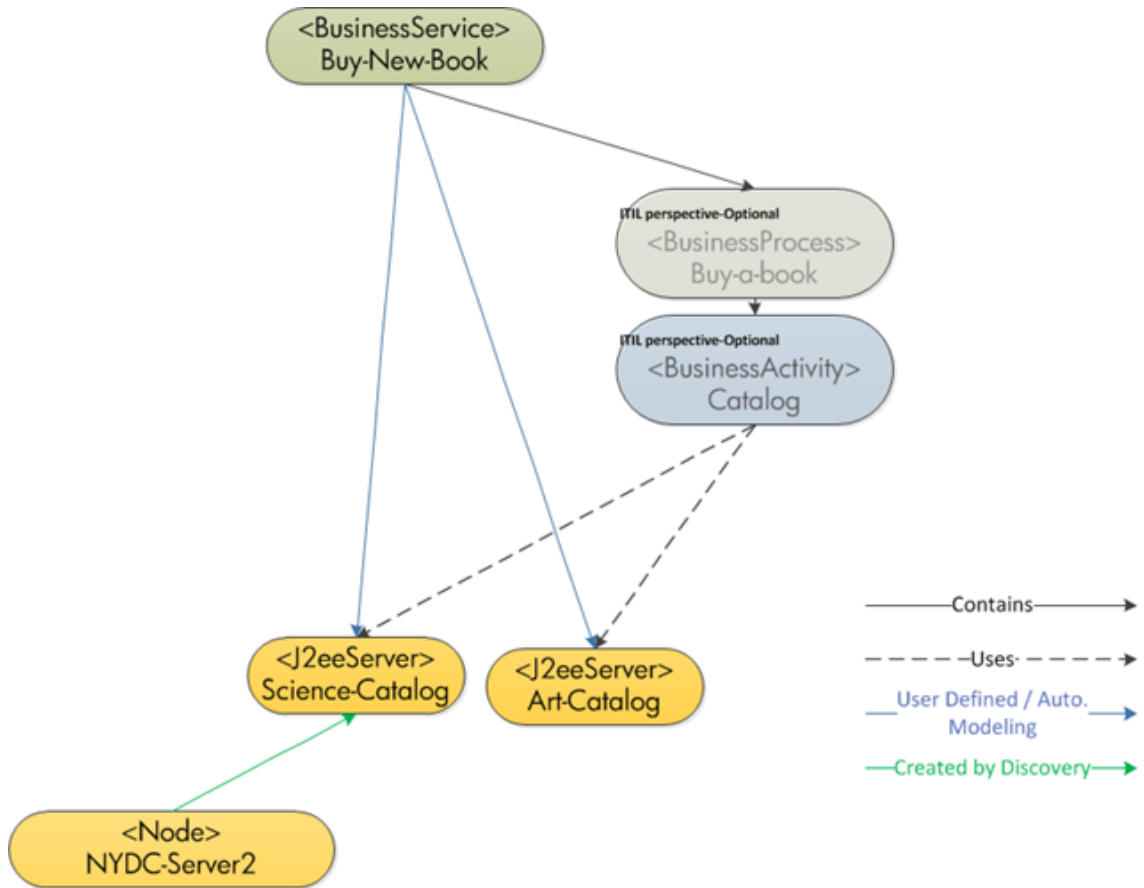 <BusinessService>
Buy-New-Book
ITIL perspective-Optional
<BusinessProcess>
Buy-a-book
ITIL perspective-Optional
<BusinessActivity>
Catalog
<J2eeServer>
Science-Catalog
<J2eeServer>
Art-Catalog
<Node>
NYDC-Server2
Contains
Uses
User Defined / Auto.
Modeling
Created by Discovery